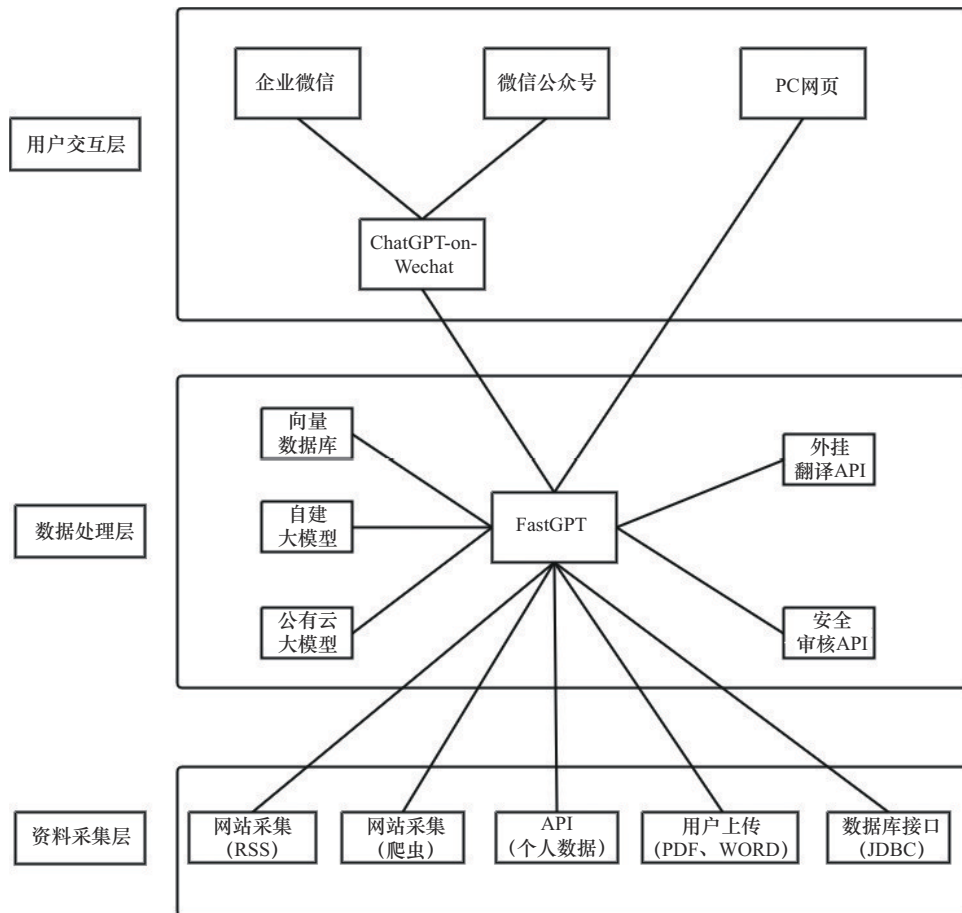 企业微信
微信公众号
PC网页
用户交互层
ChatGPT-on-
Wechat
向量
数据库
外挂
翻译API
自建
大模型
FastGPT
数据处理层
公有云
大模型
安全
审核API
资料采集层
网站采集
（RSS）
网站采集
（爬虫）
API
（个人数据）
用户上传
（PDF、WORD）
数据库接口
（JDBC）